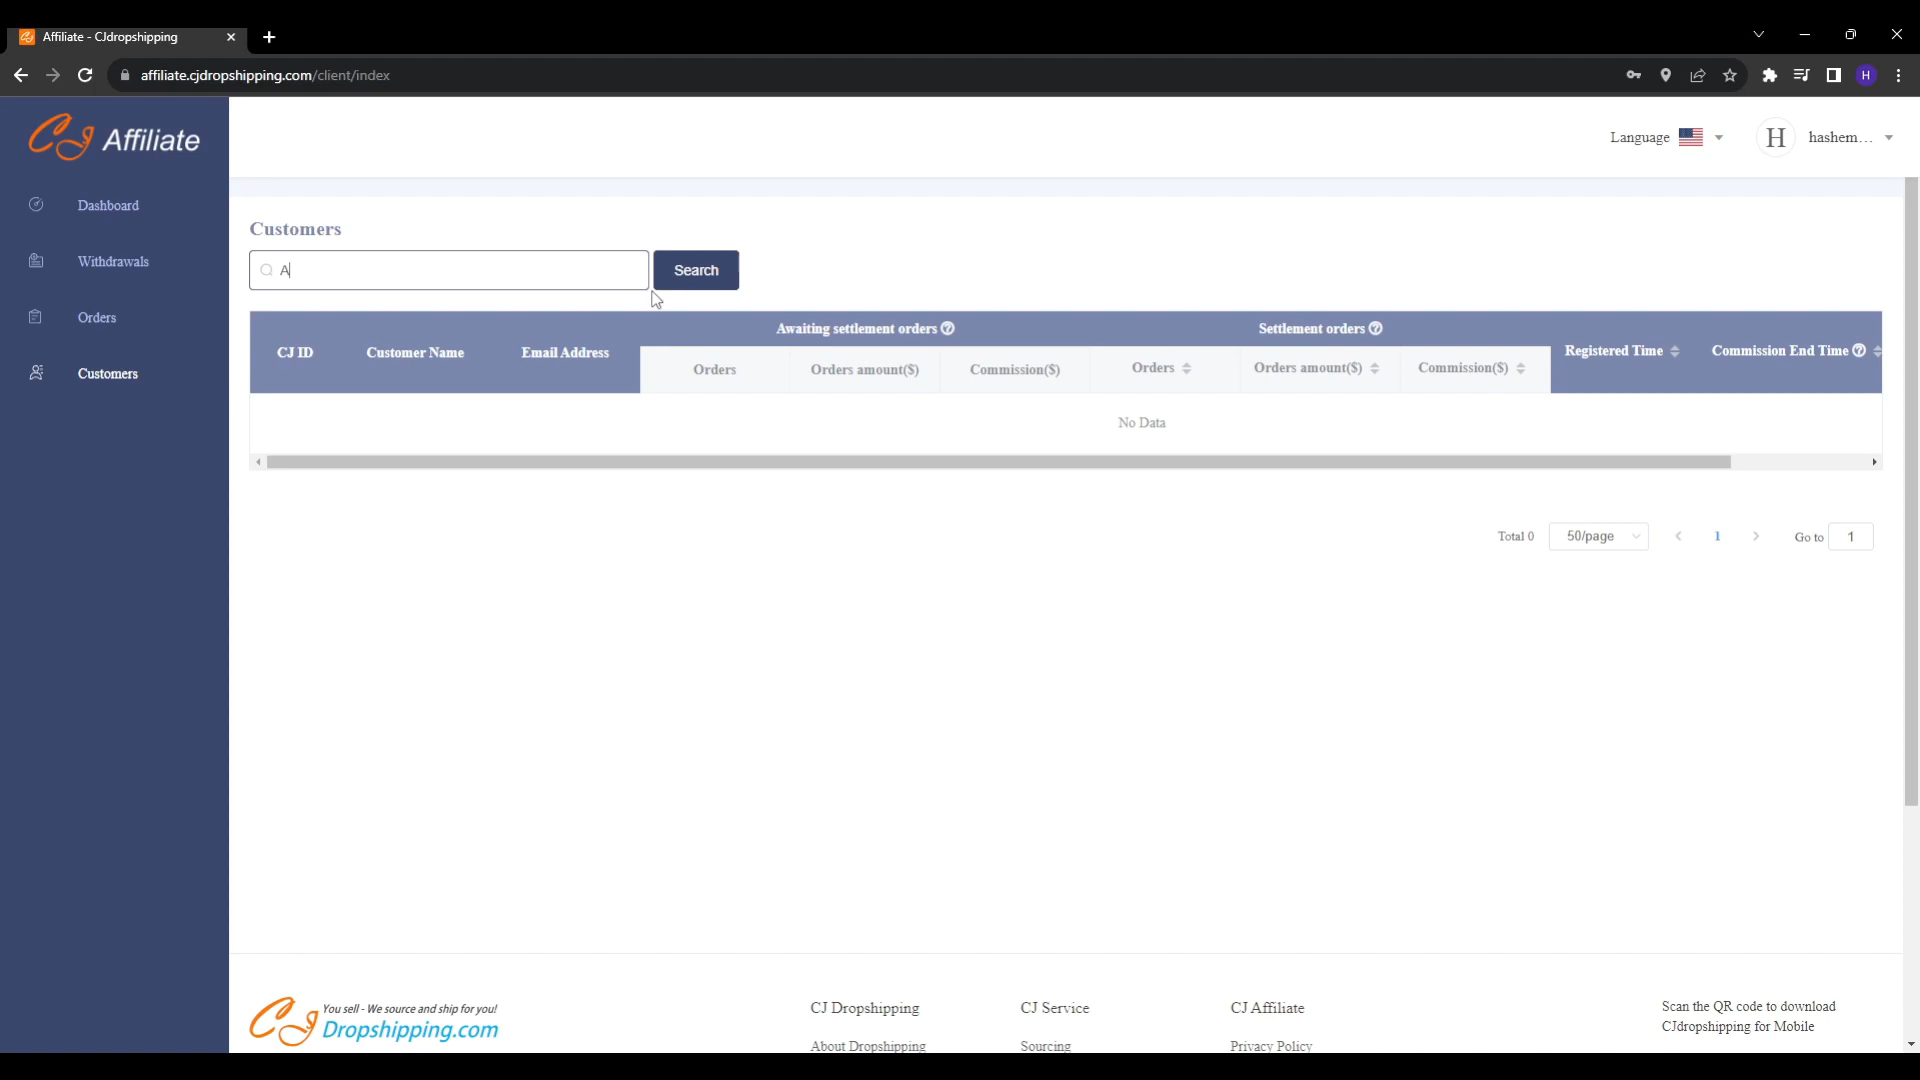 Affiliate - CJdropshipping
affiliate.cjdropshipping.com/client/index
H
CJ Affiliate
Language
H
hashem...
Dashboard
Withdrawals
Orders
Customers
Customers
A
Search
CJ ID
Customer Name
Email Address
Awaiting settlement orders
Settlement orders
Registered Time
Commission End Time
Orders
Orders amount($)
Commission($)
Orders
Orders amount($)
Commission($)
No Data
Total 0
50/page
1
Go to
1
CJ You sell - We source and ship for you!
Dropshipping.com
CJ Dropshipping
CJ Service
CJ Affiliate
Scan the QR code to download
CJdropshipping for Mobile
About Dropshipping
Sourcing
Privacy Policy